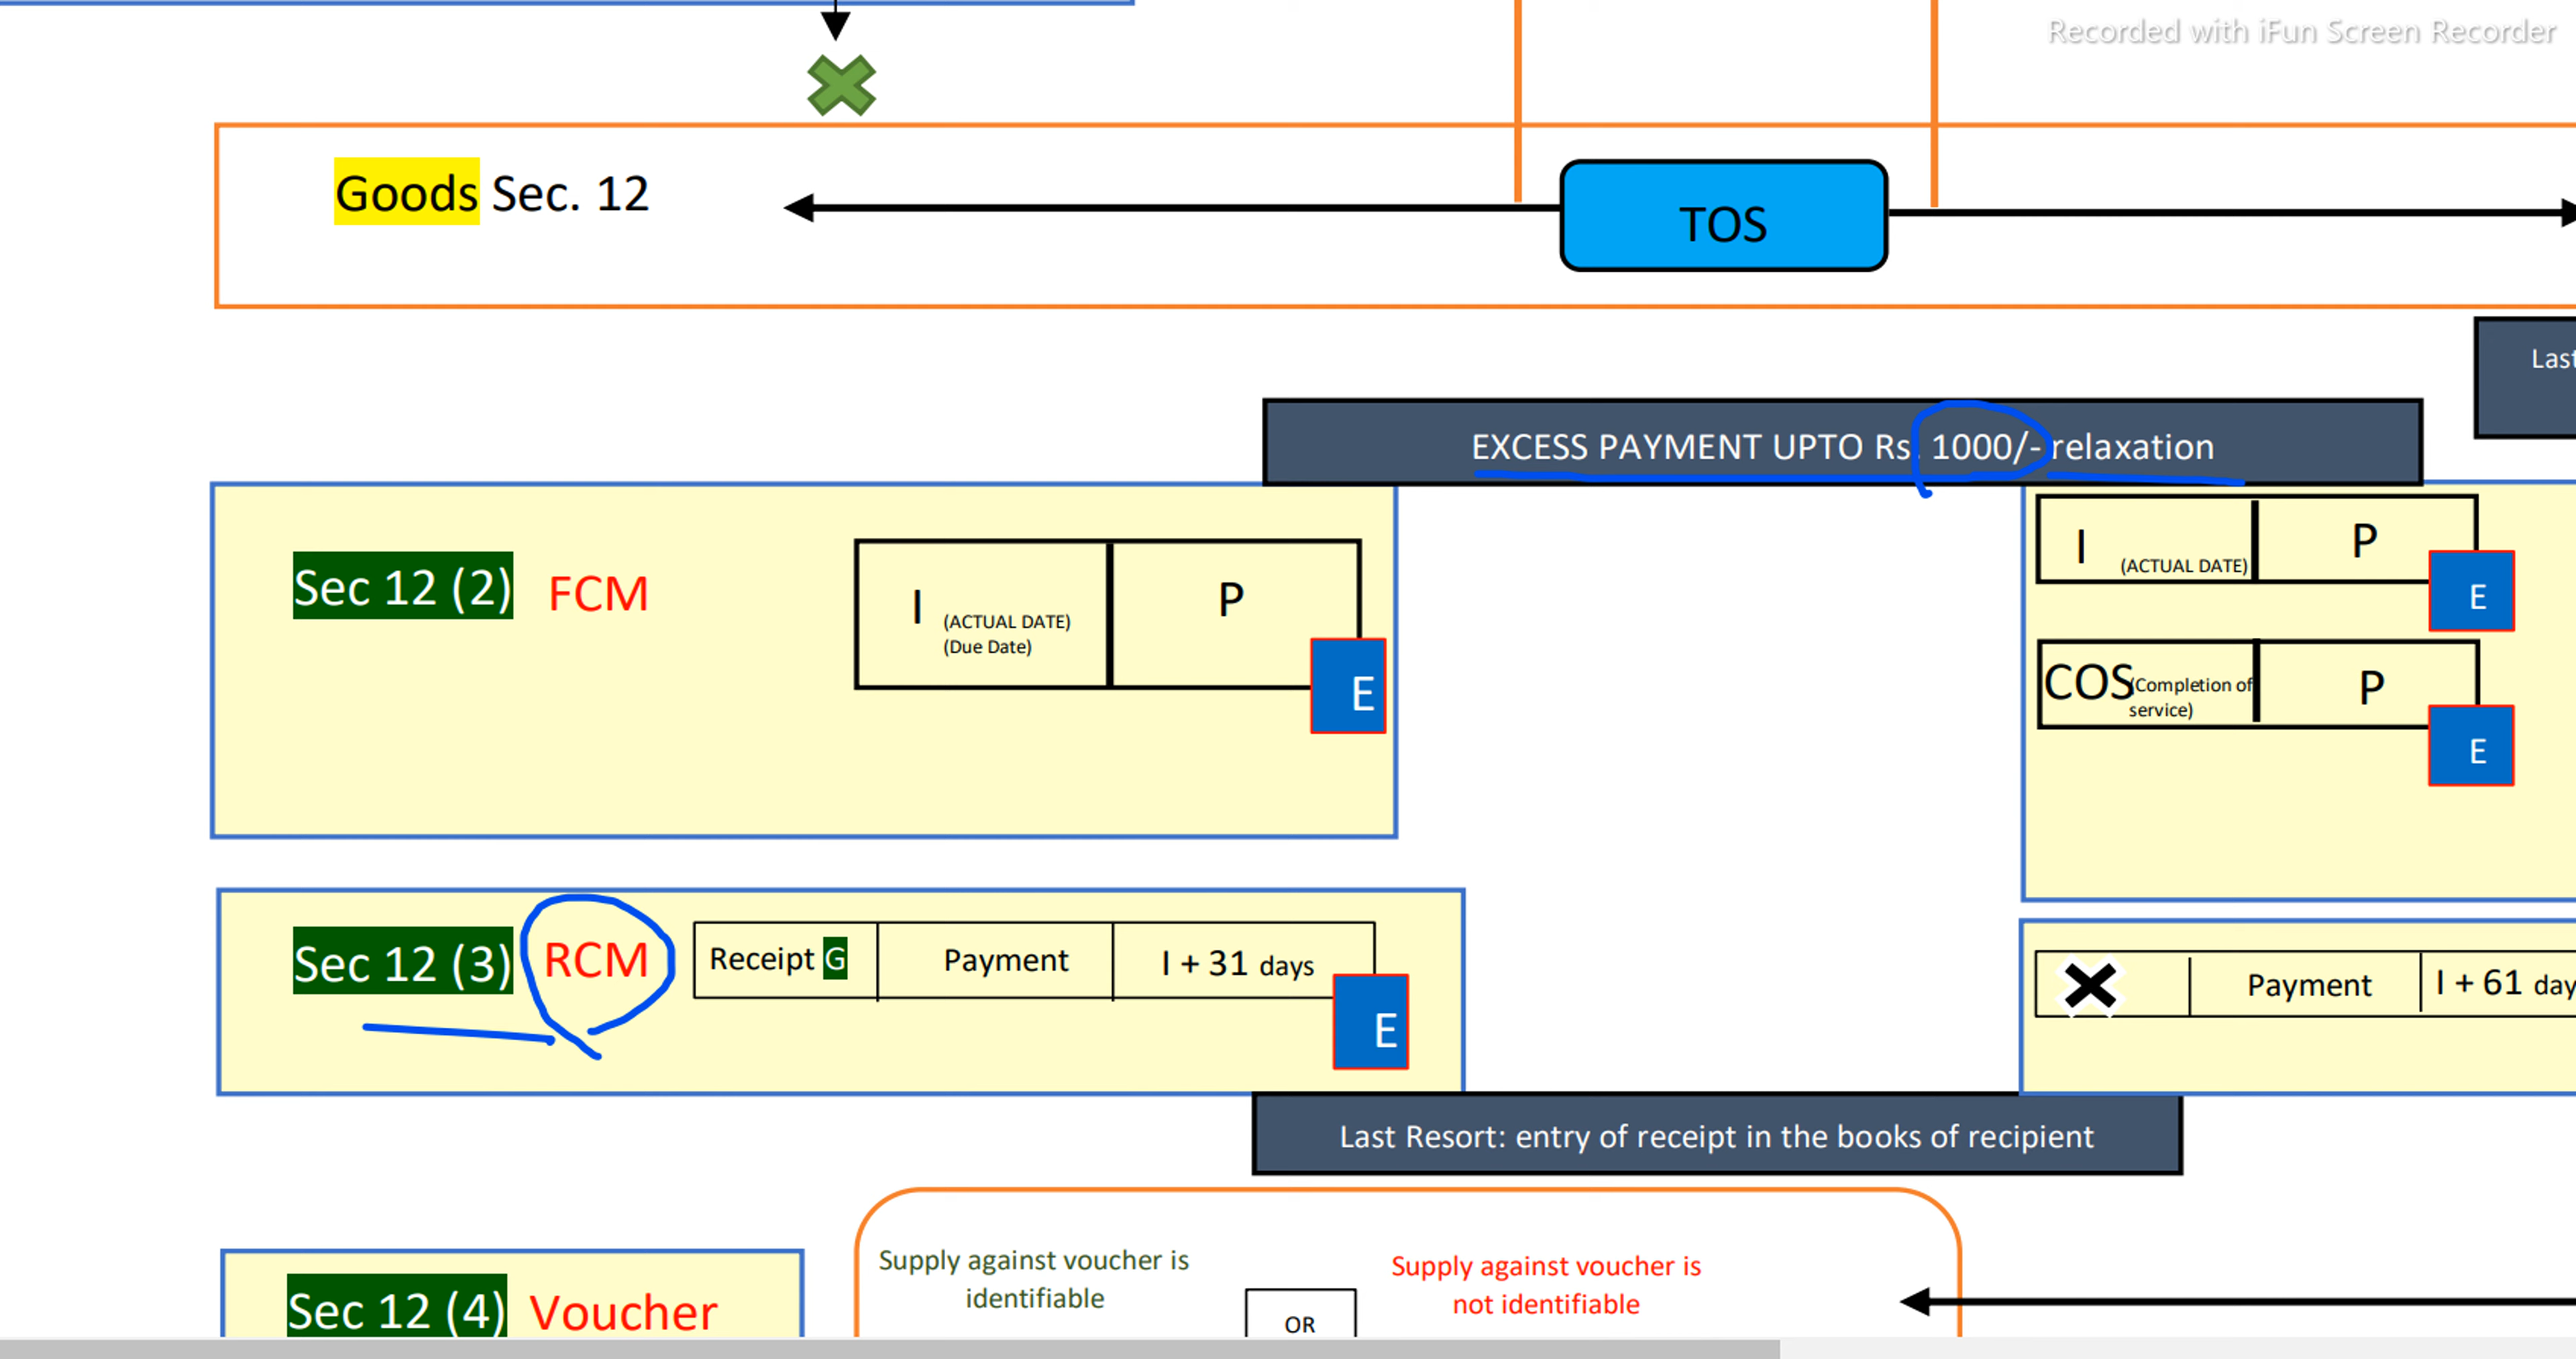 Recorded with iFun Screen Recorder
Goods Sec. 12
TOS
Last
EXCESS PAYMENT UPTO Rs. 1000/- relaxation
Sec 12 (2) FCM
I
(ACTUAL DATE)
(Due Date)
P
E
I
(ACTUAL DATE)
P
E
COS
(Completion of
service)
P
E
Sec 12 (3) RCM
Receipt G
Payment
I + 31 days
E
Payment
I + 61 day
Last Resort: entry of receipt in the books of recipient
Sec 12 (4) Voucher
Supply against voucher is
identifiable
OR
Supply against voucher is
not identifiable